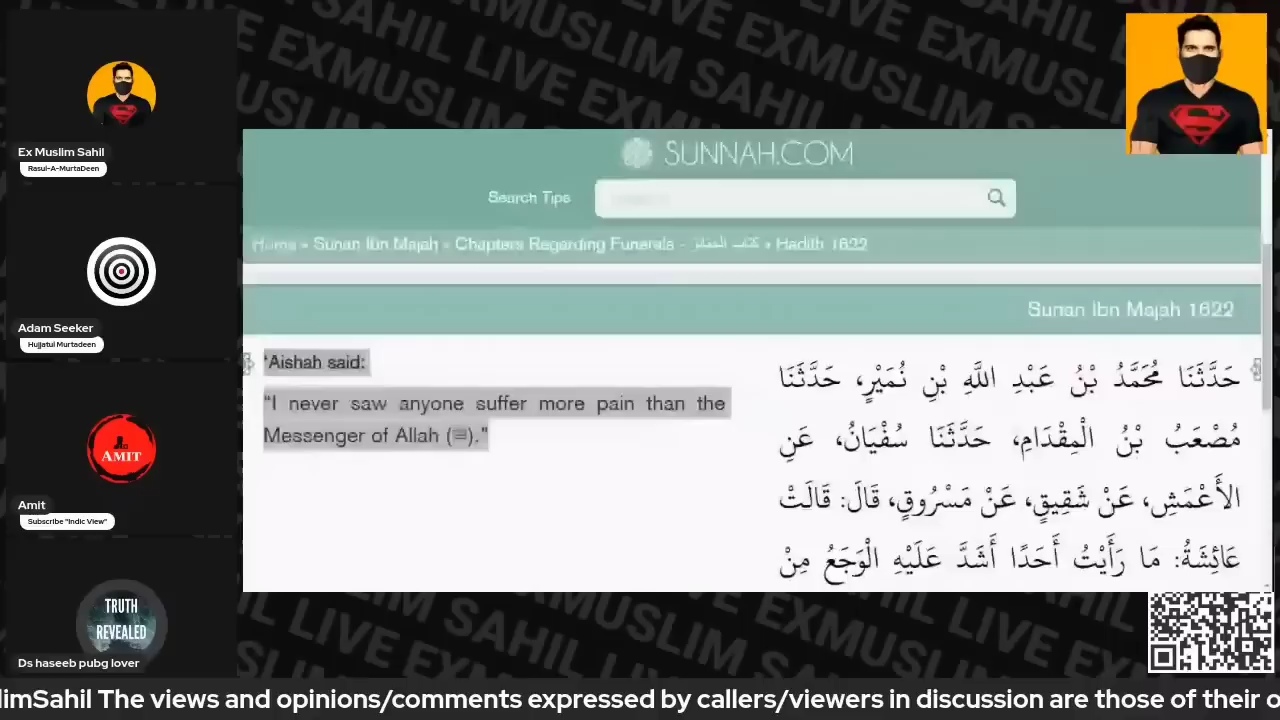 Ex Muslim Sahil
Rasul-A-MurtaDeen
Adam Seeker
Hujjatul Murtadeen
AMIT
Amit
Subscribe "Indic View"
TRUTH
REVEALED
Ds haseeb pubg lover
SUNNAH.COM
Search Tips
Home » Sunan Ibn Majah » Chapters Regarding Funerals - كتاب الجنائز » Hadith 1622
Sunan Ibn Majah 1622
'Aishah said:
"I never saw anyone suffer more pain than the
Messenger of Allah (ﷺ)."
حَدَّثَنَا مُحَمَّدُ بْنُ عَبْدِ اللَّهِ بْنِ نُمَيْرٍ، حَدَّثَنَا
مُصْعَبُ بْنُ الْمِقْدَامِ، حَدَّثَنَا سُفْيَانُ، عَنِ
الأَعْمَشِ، عَنْ شَقِيقٍ، عَنْ مَسْرُوقٍ، قَالَ: قَالَتْ
عَائِشَةُ: مَا رَأَيْتُ أَحَدًا أَشَدَّ عَلَيْهِ الْوَجَعُ مِنْ
limSahil The views and opinions/comments expressed by callers/viewers in discussion are those of their o